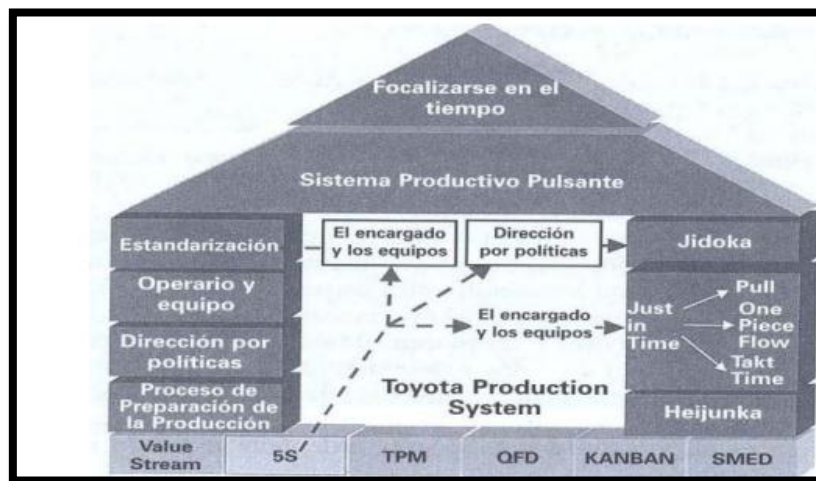 Focalizarse en el
tiempo
Sistema Productivo Pulsante
Estandarización
El encargado
y los equipos
Dirección
por políticas
Jidoka
Operario y
equipo
Dirección por
políticas
Proceso de
Preparación de
la Producción
El encargado
y los equipos
Just
in
Time
Pull
One
Piece
Flow
Takt
Time
Toyota Production
System
Heijunka
Value
Stream
5S
TPM
QFD
KANBAN
SMED